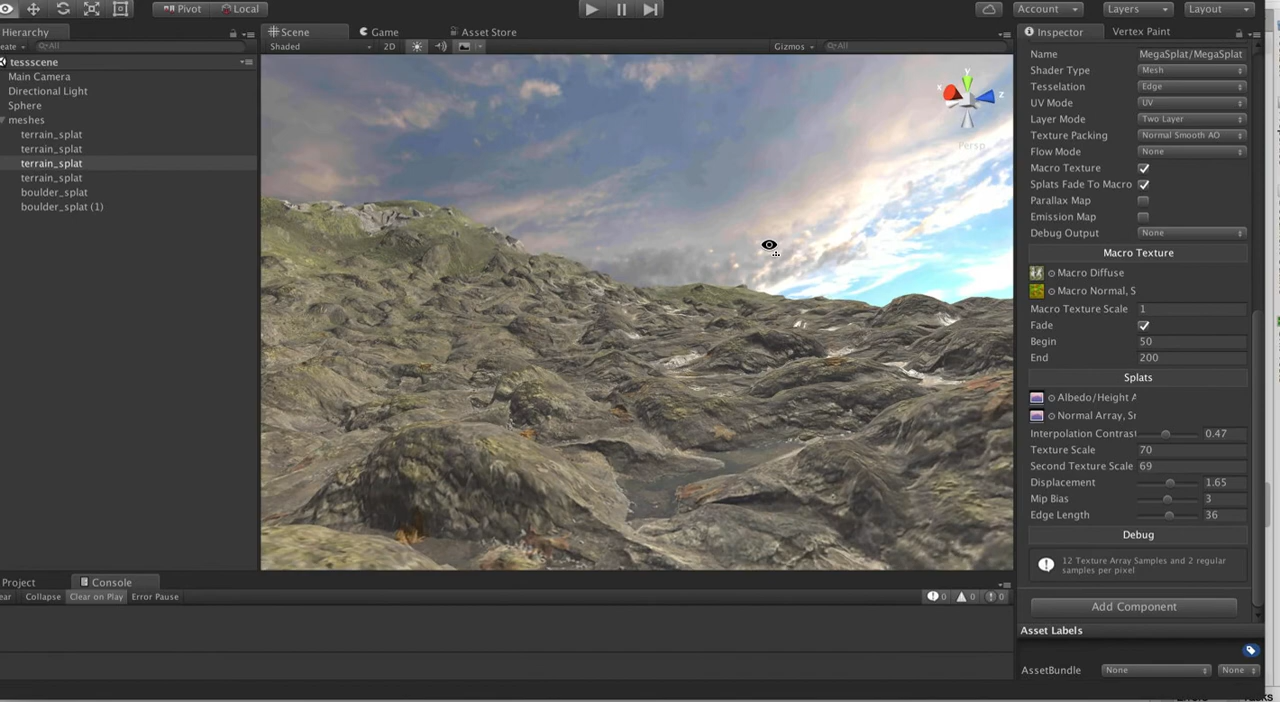 Pivot Local Account Layers Layout
Hierarchy
eate All
tessscene
Main Camera
Directional Light
Sphere
meshes
terrain_splat
terrain_splat
terrain_splat
terrain_splat
boulder_splat
boulder_splat (1)
Scene Game Asset Store
Shaded 2D Gizmos All
y
x z
Persp
Project Console
ear Collapse Clear on Play Error Pause 0 0 0
Inspector Vertex Paint
Name MegaSplat/MegaSplat
Shader Type Mesh
Tesselation Edge
UV Mode UV
Layer Mode Two Layer
Texture Packing Normal Smooth AO
Flow Mode None
Macro Texture
Splats Fade To Macro
Parallax Map
Emission Map
Debug Output None
Macro Texture
Macro Diffuse
Macro Normal, S
Macro Texture Scale 1
Fade
Begin 50
End 200
Splats
Albedo/Height A
Normal Array, Sr
Interpolation Contrast 0.47
Texture Scale 70
Second Texture Scale 69
Displacement 1.65
Mip Bias 3
Edge Length 36
Debug
12 Texture Array Samples and 2 regular
samples per pixel
Add Component
Asset Labels
AssetBundle None None